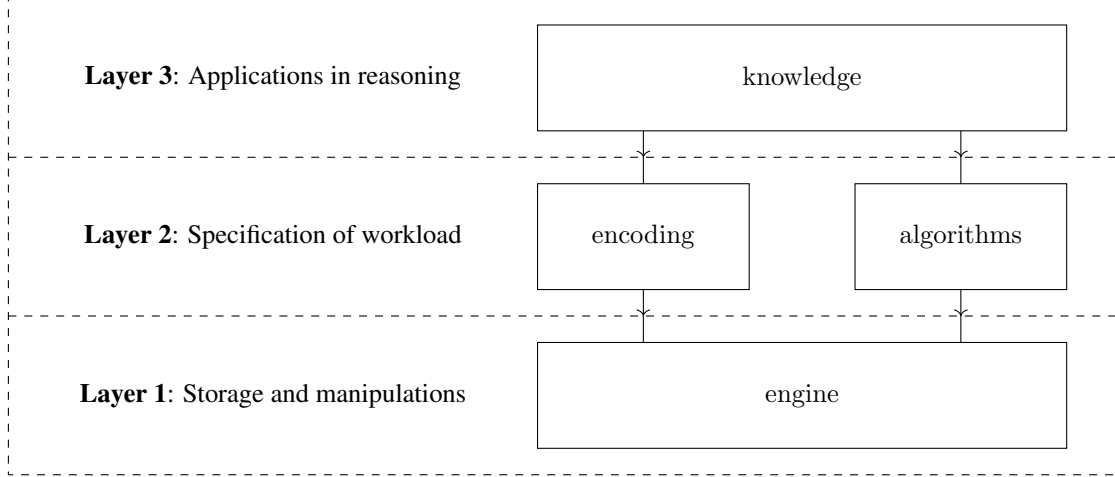 Layer 3: Applications in reasoning
knowledge
Layer 2: Specification of workload
encoding
algorithms
Layer 1: Storage and manipulations
engine